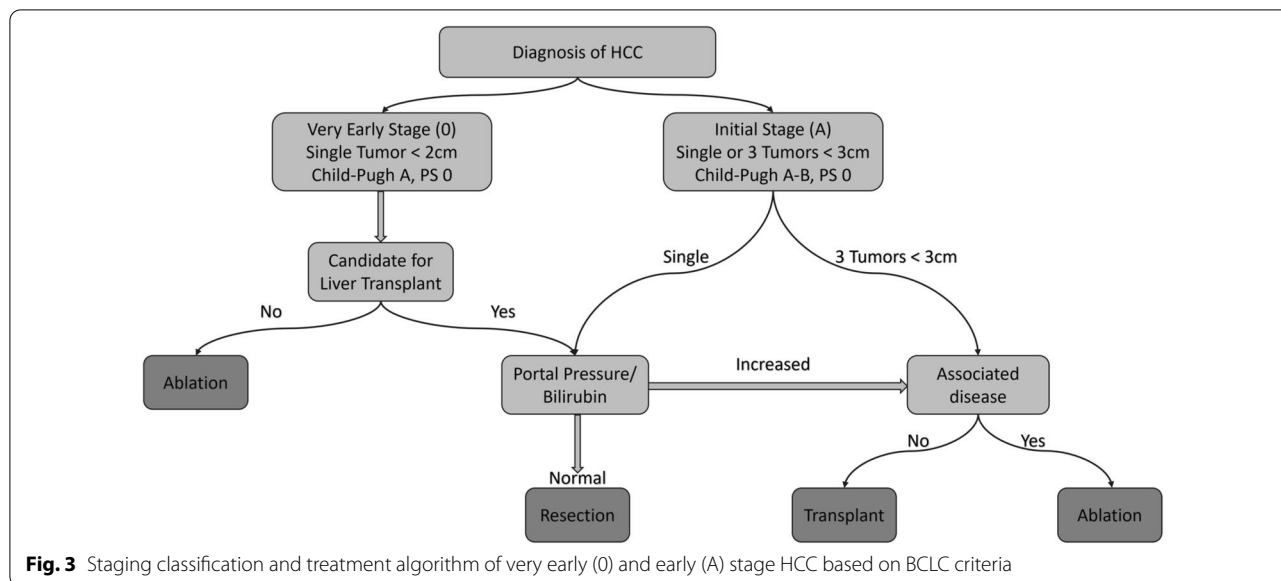 Diagnosis of HCC
Very Early Stage (0)
Single Tumor < 2cm
Child-Pugh A, PS 0
Initial Stage (A)
Single or 3 Tumors < 3cm
Child-Pugh A-B, PS 0
Candidate for
Liver Transplant
Single
3 Tumors < 3cm
No
Yes
Ablation
Portal Pressure/
Bilirubin
Increased
Associated
disease
Normal
No
Yes
Resection
Transplant
Ablation
Fig. 3 Staging classification and treatment algorithm of very early (0) and early (A) stage HCC based on BCLC criteria